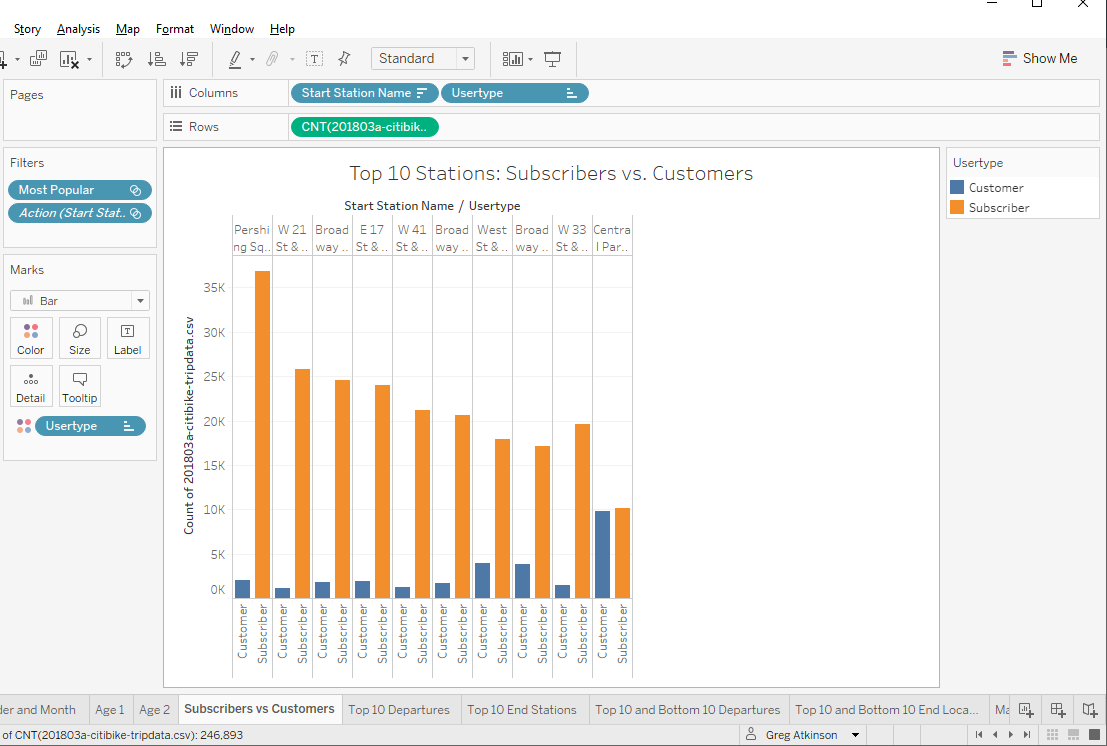 Story Analysis Map Format Window Help
Standard
Show Me
Pages
Columns
Start Station Name
Usertype
Rows
CNT(201803a-citibik..
Filters
Most Popular
Action (Start Stat..
Marks
Bar
Color Size Label
Detail Tooltip
Usertype
Top 10 Stations: Subscribers vs. Customers
Start Station Name / Usertype
Pershi
ng Sq..
W 21
St & ..
Broad
way ..
E 17
St & ..
W 41
St & ..
Broad
way ..
West
St & ..
Broad
way ..
W 33
St & ..
Centra
l Par..
Count of 201803a-citibike-tripdata.csv
35K
30K
25K
20K
15K
10K
5K
0K
Customer
Subscriber
Customer
Subscriber
Customer
Subscriber
Customer
Subscriber
Customer
Subscriber
Customer
Subscriber
Customer
Subscriber
Customer
Subscriber
Customer
Subscriber
Customer
Subscriber
Usertype
Customer
Subscriber
der and Month Age 1 Age 2 Subscribers vs Customers Top 10 Departures Top 10 End Stations Top 10 and Bottom 10 Departures Top 10 and Bottom 10 End Loca... Ma
of CNT(201803a-citibike-tripdata.csv): 246,893
Greg Atkinson